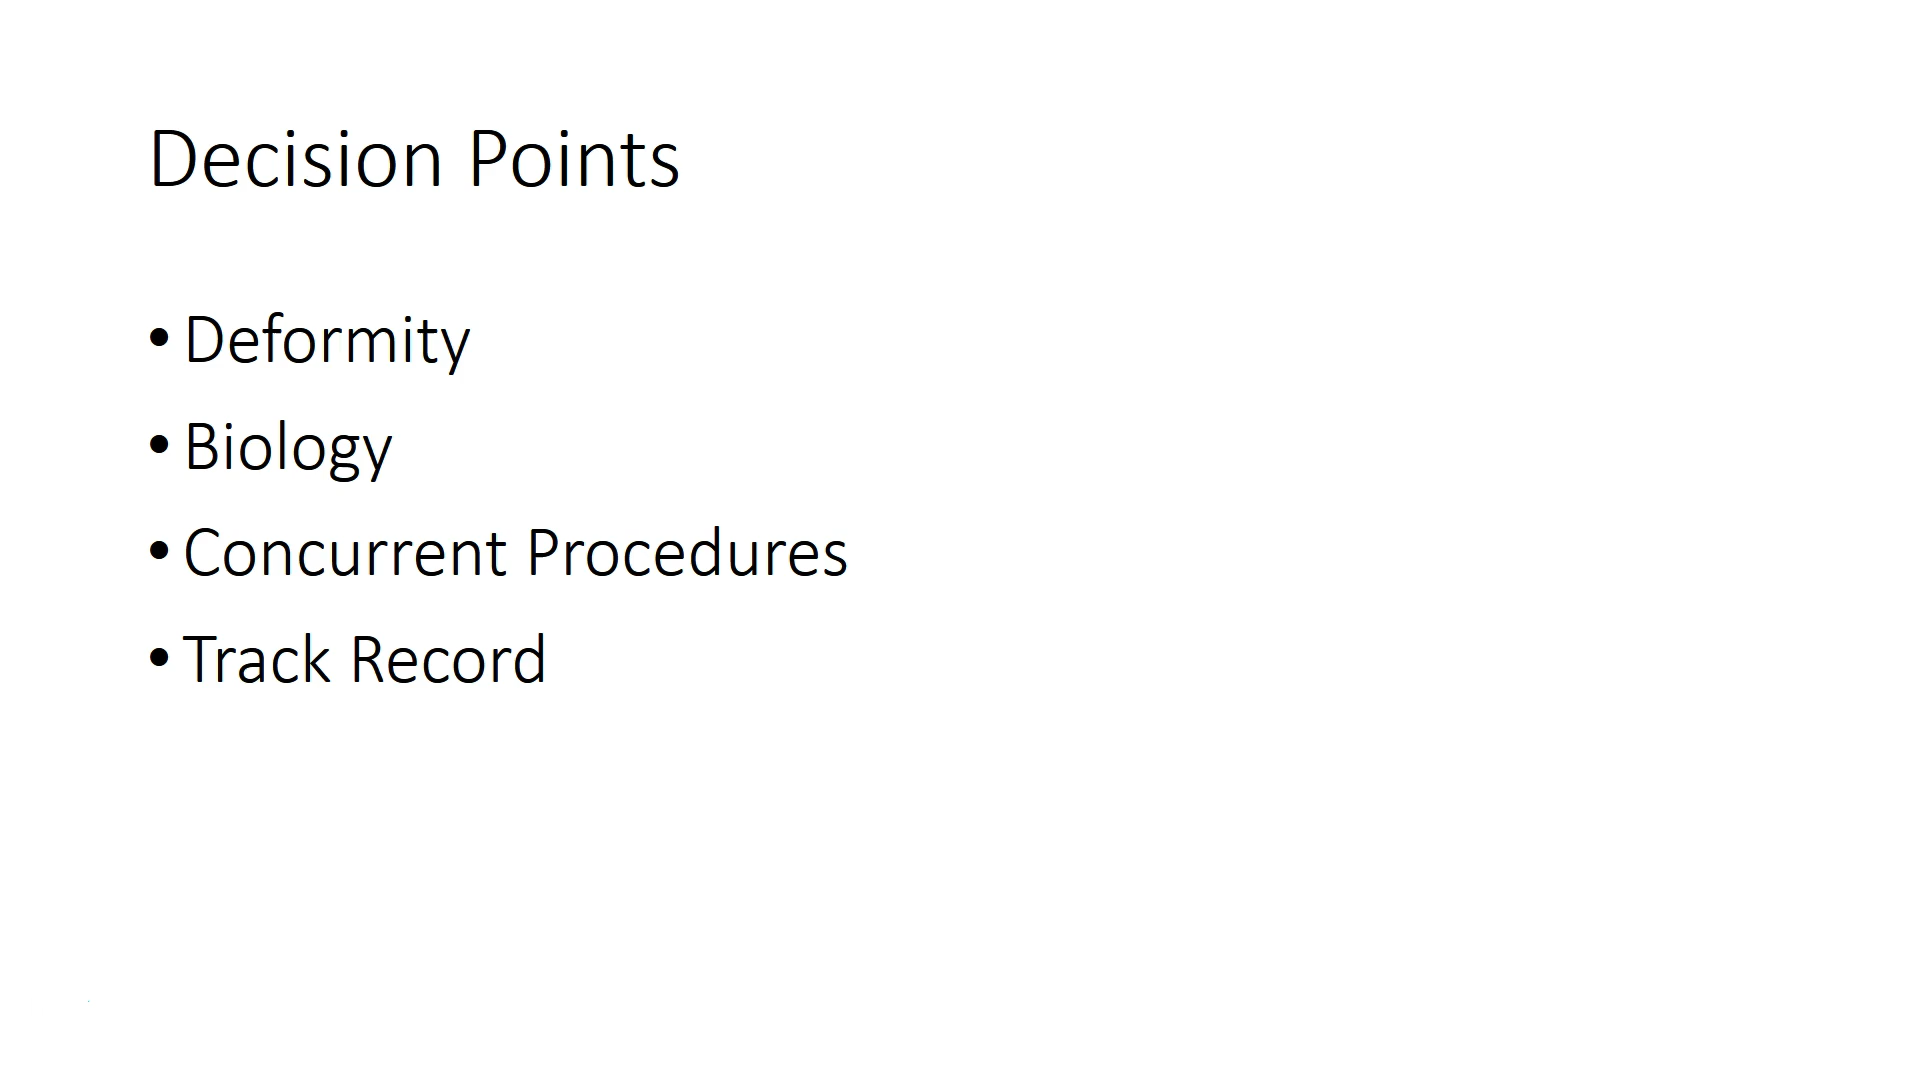 Decision Points
• Deformity
• Biology
• Concurrent Procedures
• Track Record